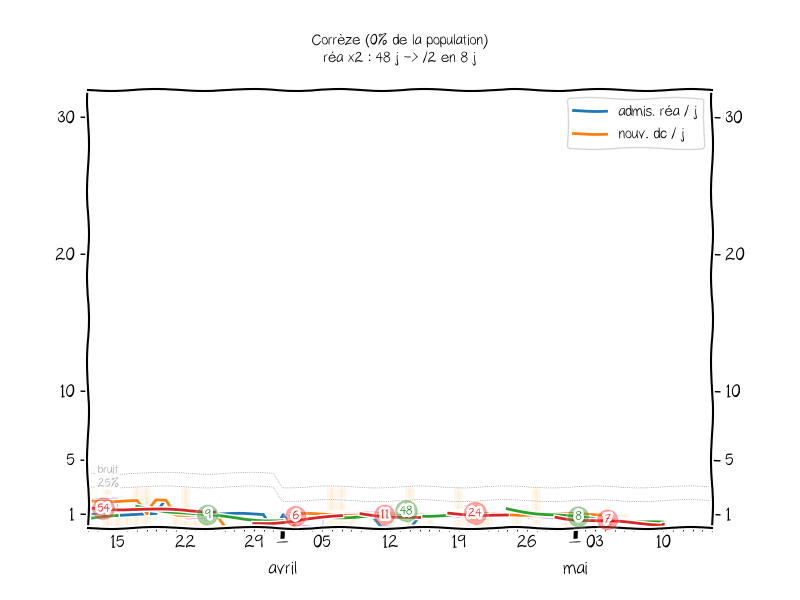 Corrèze (0% de la population)
réa x2 : 48 j -> /2 en 8 j
admis. réa / j
nouv. dc / j
30 30
20 20
10 10
5 5
1 1
bruit
25%
54 9 6 11 48 24 8 7
15 22 29 05 12 19 26 03 10
avril mai